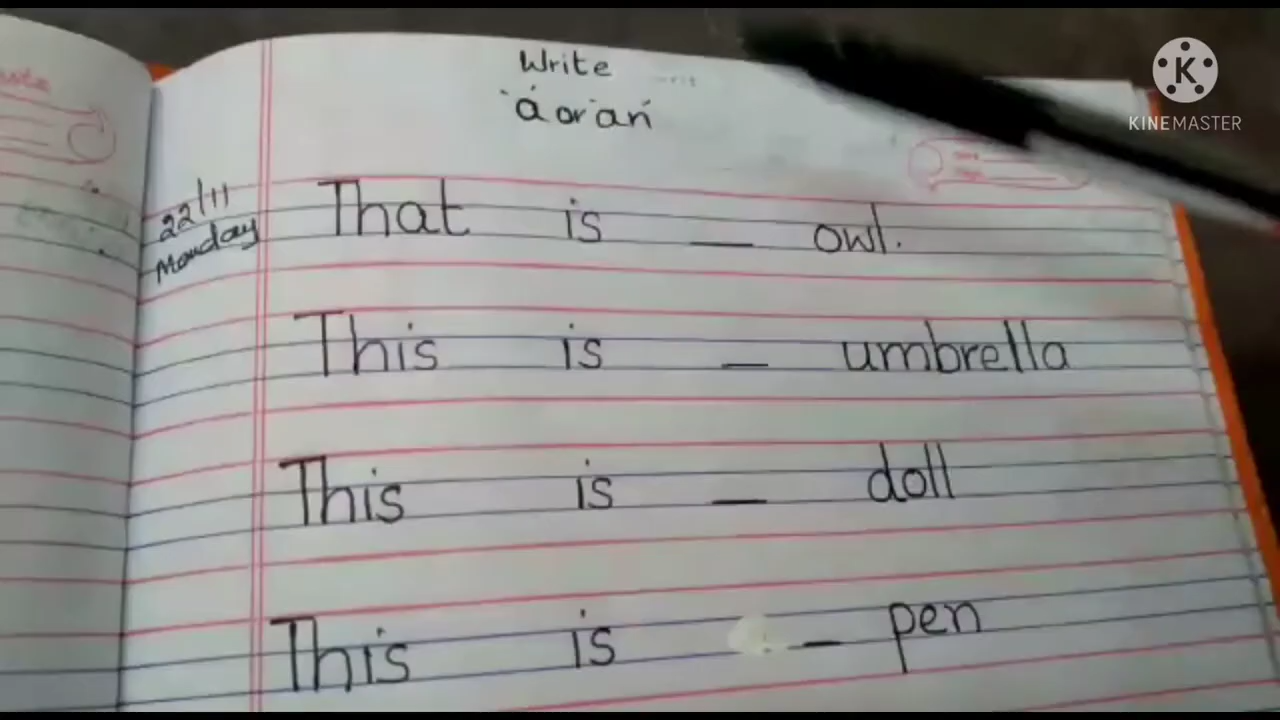 Write
'a' or 'an'
22/11
Monday
That is __ owl.
This is __ umbrella
This is __ doll
This is __ pen
KINEMASTER